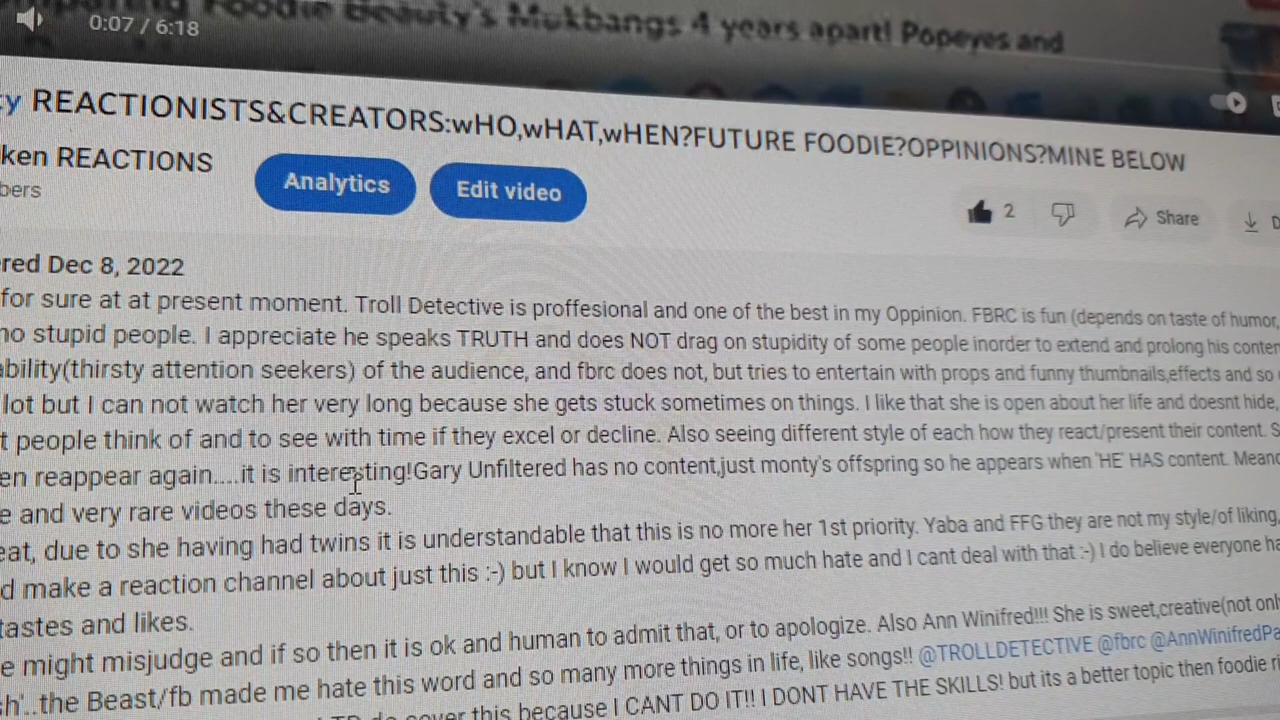 Foodie Beauty's Mukbangs 4 years apart! Popeyes and
0:07 / 6:18
y REACTIONISTS&CREATORS:wHO,wHAT,wHEN?FUTURE FOODIE?OPPINIONS?MINE BELOW
ken REACTIONS
bers
Analytics
Edit video
2
Share
D
red Dec 8, 2022
for sure at at present moment. Troll Detective is proffesional and one of the best in my Oppinion. FBRC is fun (depends on taste of humor,
no stupid people. I appreciate he speaks TRUTH and does NOT drag on stupidity of some people inorder to extend and prolong his conten
ability(thirsty attention seekers) of the audience, and fbrc does not, but tries to entertain with props and funny thumbnails,effects and so
lot but I can not watch her very long because she gets stuck sometimes on things. I like that she is open about her life and doesnt hide,
t people think of and to see with time if they excel or decline. Also seeing different style of each how they react/present their content. S
en reappear again....it is interesting!Gary Unfiltered has no content,just monty's offspring so he appears when 'HE' HAS content. Meand
e and very rare videos these days.
eat, due to she having had twins it is understandable that this is no more her 1st priority. Yaba and FFG they are not my style/of liking,
d make a reaction channel about just this :-) but I know I would get so much hate and I cant deal with that :-) I do believe everyone ha
tastes and likes.
e might misjudge and if so then it is ok and human to admit that, or to apologize. Also Ann Winifred!!! She is sweet,creative(not onl
h'..the Beast/fb made me hate this word and so many more things in life, like songs!! @TROLLDETECTIVE @fbrc @AnnWinifredPa
cover this because I CANT DO IT!! I DONT HAVE THE SKILLS! but its a better topic then foodie ri